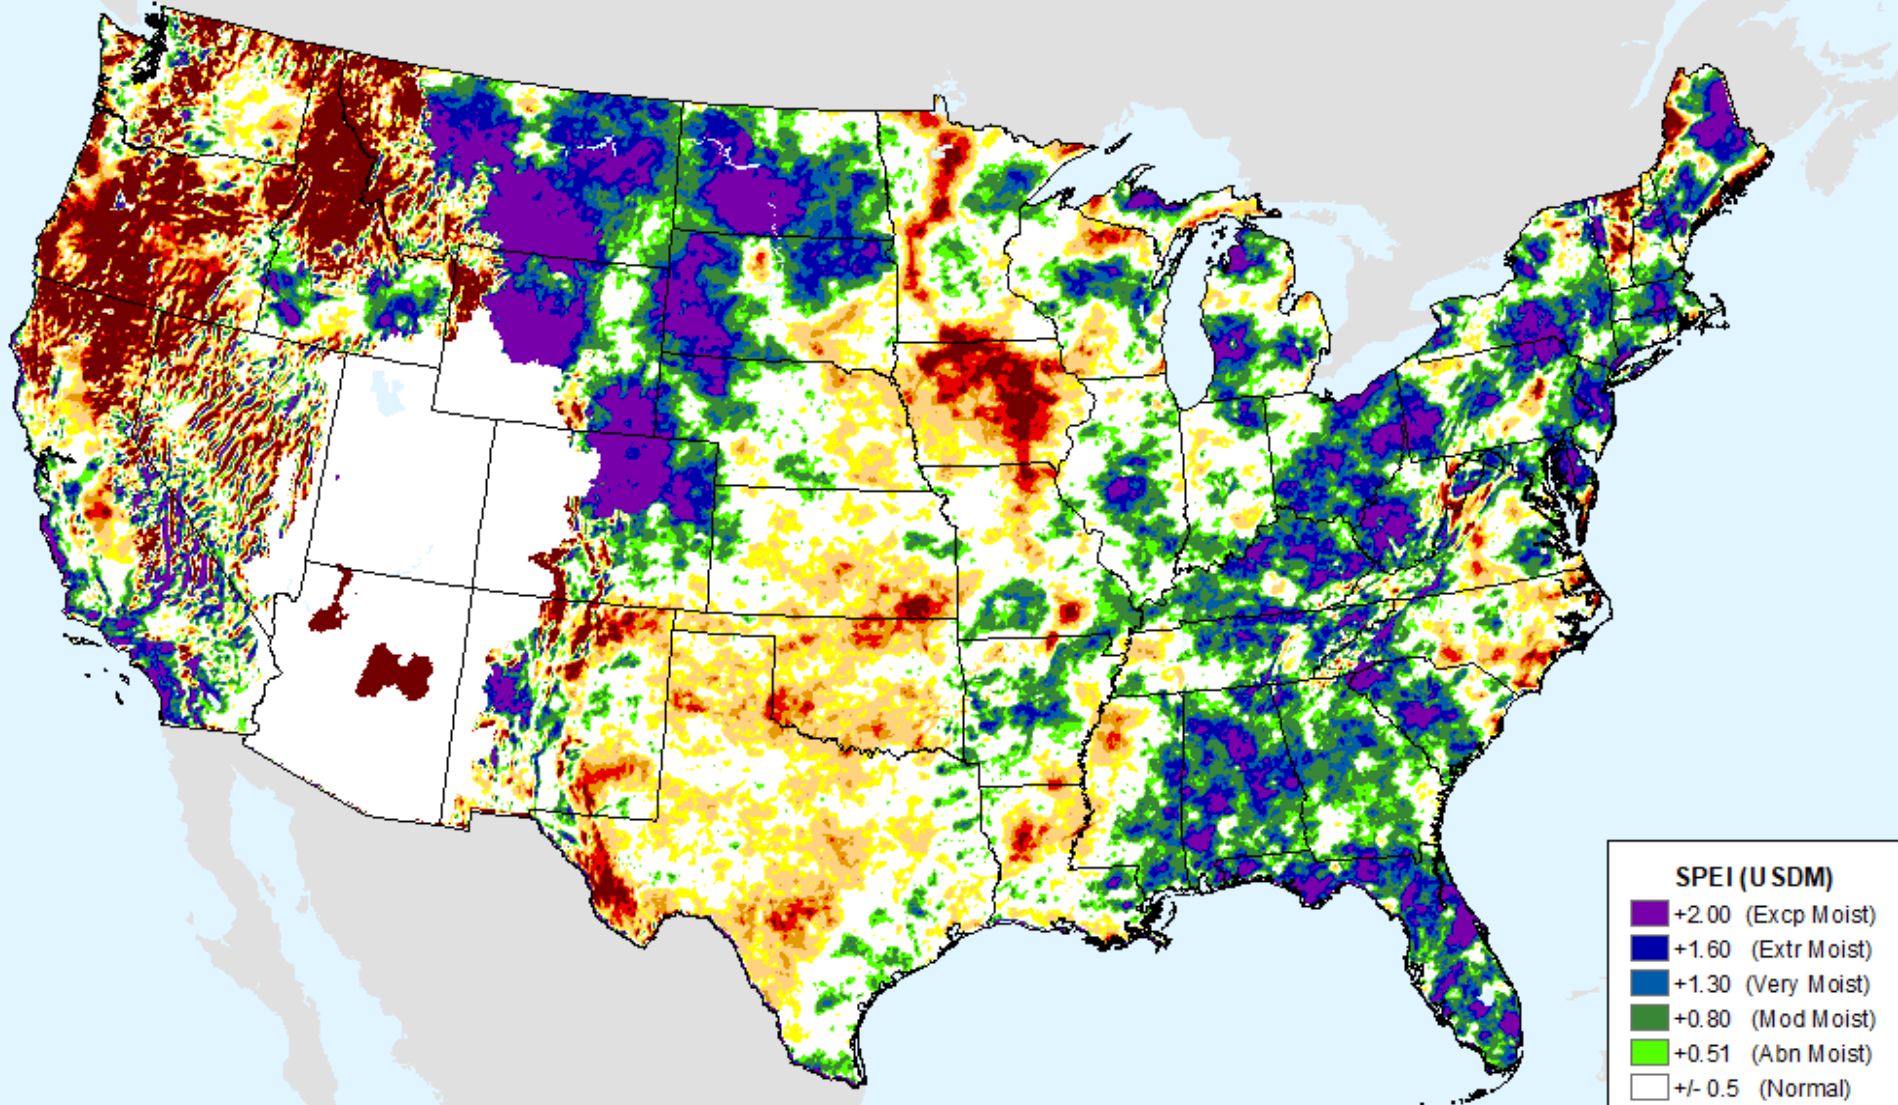 SPEI (USDM)
+2.00 (Excp Moist)
+1.60 (Extr Moist)
+1.30 (Very Moist)
+0.80 (Mod Moist)
+0.51 (Abn Moist)
+/- 0.5 (Normal)